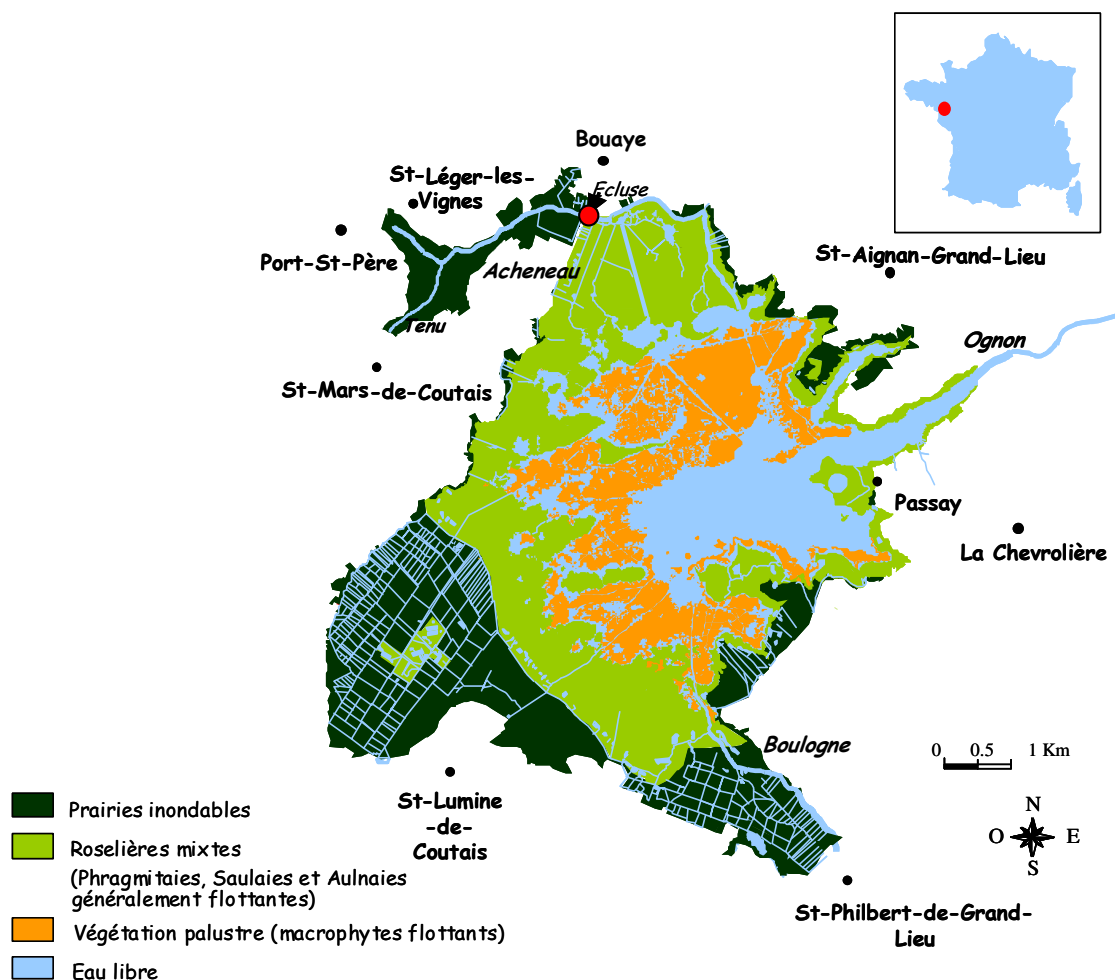 Bouaye
St-Léger-les-
Vignes
Ecluse
Port-St-Père
Acheneau
St-Aignan-Grand-Lieu
Tenu
Ognon
St-Mars-de-Coutais
Passay
La Chevrolière
Boulogne
0 0.5 1 Km
St-Lumine
-de-
Coutais
N
O E
S
St-Philbert-de-Grand-
Lieu
Prairies inondables
Roselières mixtes
(Phragmitaies, Saulaies et Aulnaies
généralement flottantes)
Végétation palustre (macrophytes flottants)
Eau libre